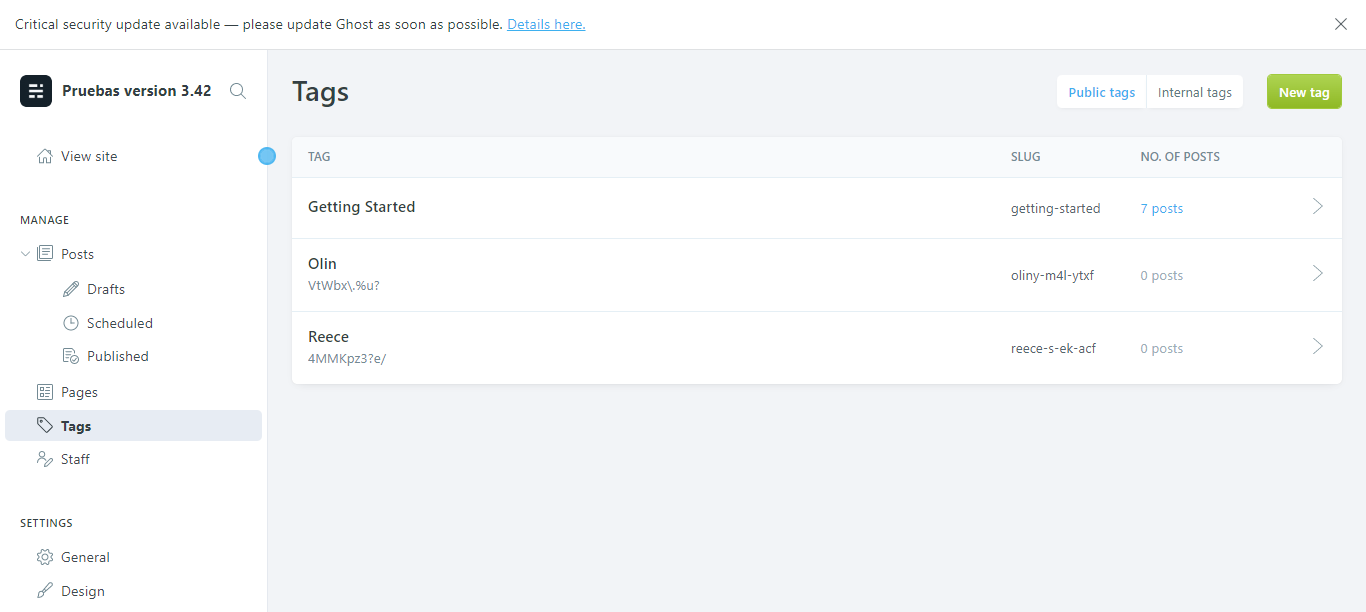 Critical security update available — please update Ghost as soon as possible. Details here.
Pruebas version 3.42
View site
MANAGE
Posts
Drafts
Scheduled
Published
Pages
Tags
Staff
SETTINGS
General
Design
Tags
Public tags
Internal tags
New tag
TAG SLUG NO. OF POSTS
Getting Started getting-started 7 posts
Olin oliny-m4l-ytxf 0 posts
VtWbx\.%u?
Reece reece-s-ek-acf 0 posts
4MMKpz3?e/